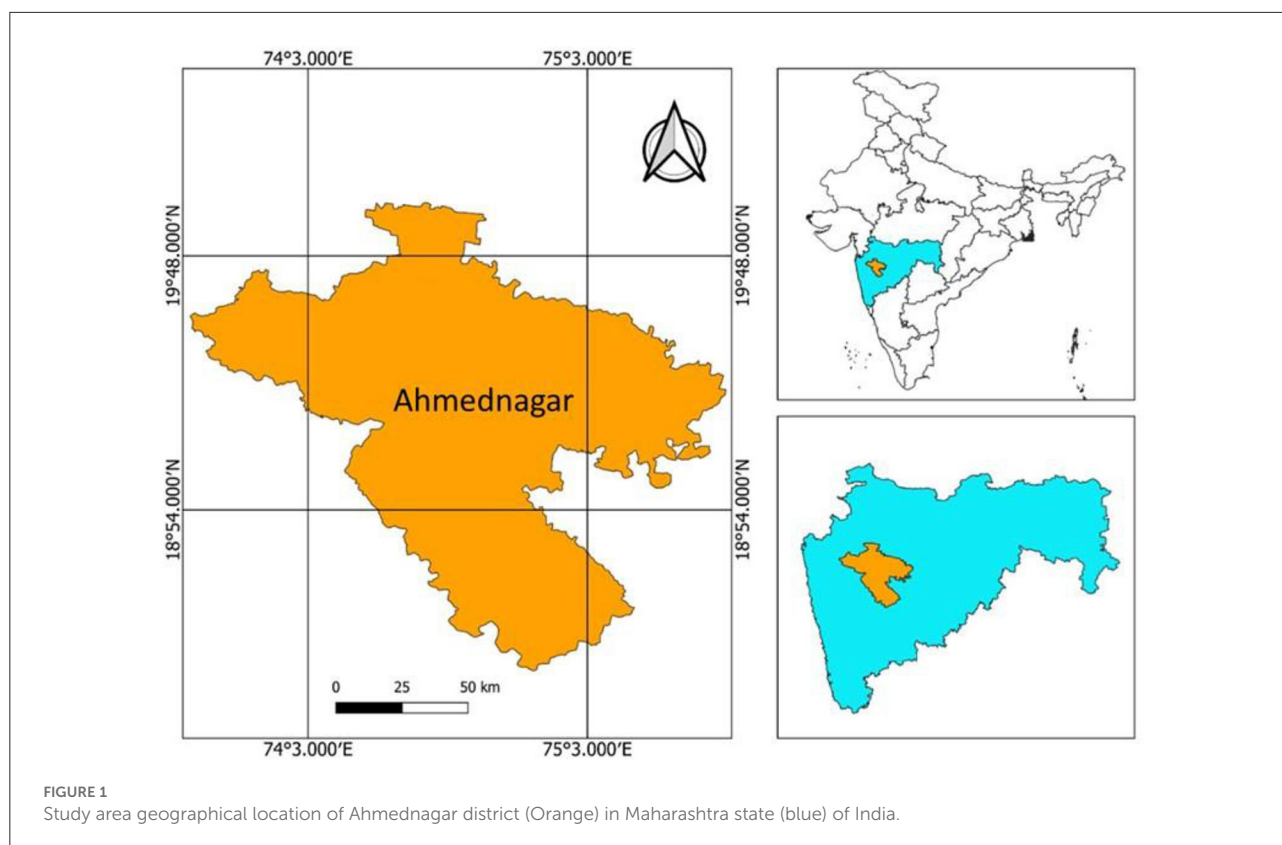 74°3.000'E 75°3.000'E
19°48.000'N 19°48.000'N
Ahmednagar
18°54.000'N 18°54.000'N
0 25 50 km
74°3.000'E 75°3.000'E
FIGURE 1
Study area geographical location of Ahmednagar district (Orange) in Maharashtra state (blue) of India.